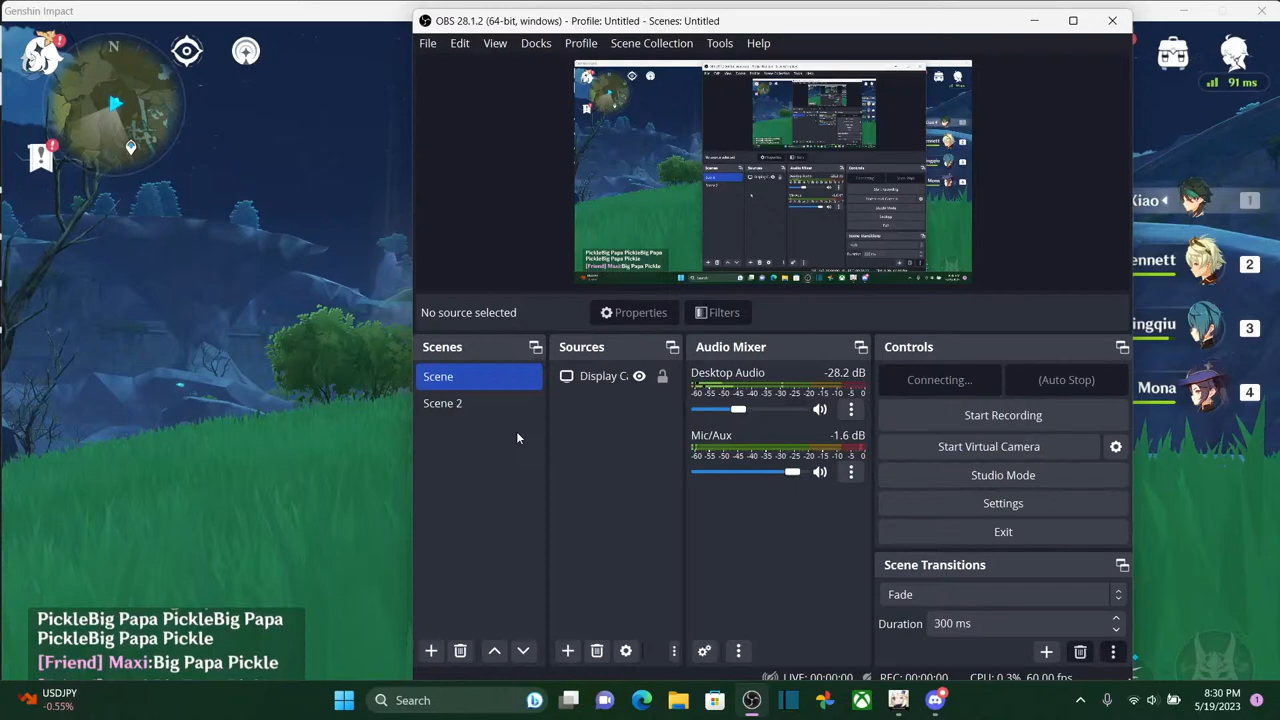 Genshin Impact
OBS 28.1.2 (64-bit, windows) - Profile: Untitled - Scenes: Untitled
File Edit View Docks Profile Scene Collection Tools Help
N
91 ms
No source selected
Properties
Filters
Scenes
Scene
Scene 2
Sources
Display C
Audio Mixer
Desktop Audio -28.2 dB
-60 -55 -50 -45 -40 -35 -30 -25 -20 -15 -10 -5 0
Mic/Aux -1.6 dB
-60 -55 -50 -45 -40 -35 -30 -25 -20 -15 -10 -5 0
Controls
Connecting...
(Auto Stop)
Start Recording
Start Virtual Camera
Studio Mode
Settings
Exit
Scene Transitions
Fade
Duration 300 ms
LIVE: 00:00:00 REC: 00:00:00 CPU: 0.3%, 60.00 fps
Xiao 1
ennett 2
ingqiu 3
Mona 4
PickleBig Papa PickleBig Papa
PickleBig Papa Pickle
[Friend] Maxi:Big Papa Pickle
USDJPY
-0.55%
Search
8:30 PM
5/19/2023
1